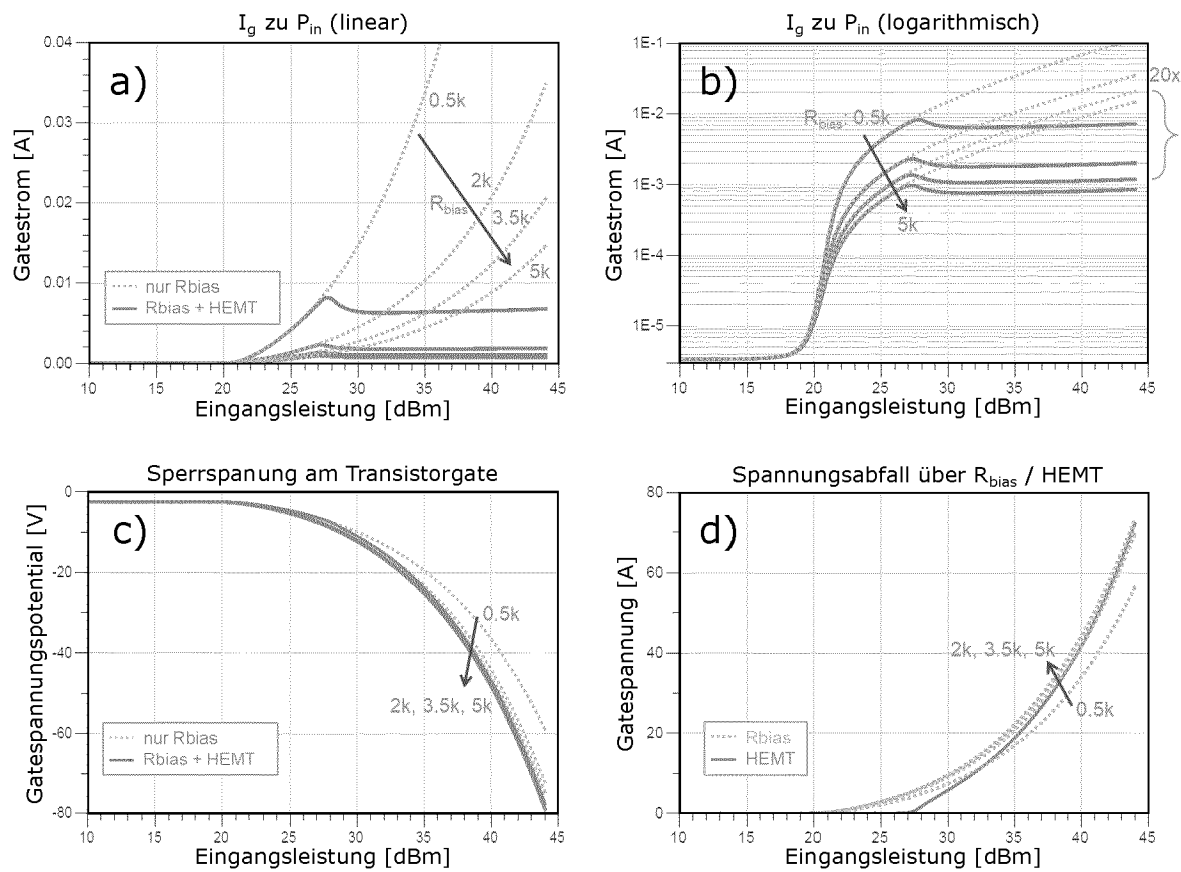 I_g zu P_in (linear)
a)
0.04
0.03
0.02
0.01
0.00
Gatestrom [A]
0.5k
2k
R_bias
3.5k
5k
nur Rbias
Rbias + HEMT
10 15 20 25 30 35 40 45
Eingangsleistung [dBm]
I_g zu P_in (logarithmisch)
b)
1E-1
1E-2
1E-3
1E-4
1E-5
Gatestrom [A]
20x
R_bias: 0.5k
5k
10 15 20 25 30 35 40 45
Eingangsleistung [dBm]
Sperrspanung am Transistorgate
c)
0
-20
-40
-60
-80
Gatespannungspotential [V]
0.5k
2k, 3.5k, 5k
nur Rbias
Rbias + HEMT
10 15 20 25 30 35 40 45
Eingangsleistung [dBm]
Spannungsabfall über R_bias / HEMT
d)
80
60
40
20
0
Gatespannung [A]
2k, 3.5k, 5k
0.5k
Rbias
HEMT
10 15 20 25 30 35 40 45
Eingangsleistung [dBm]